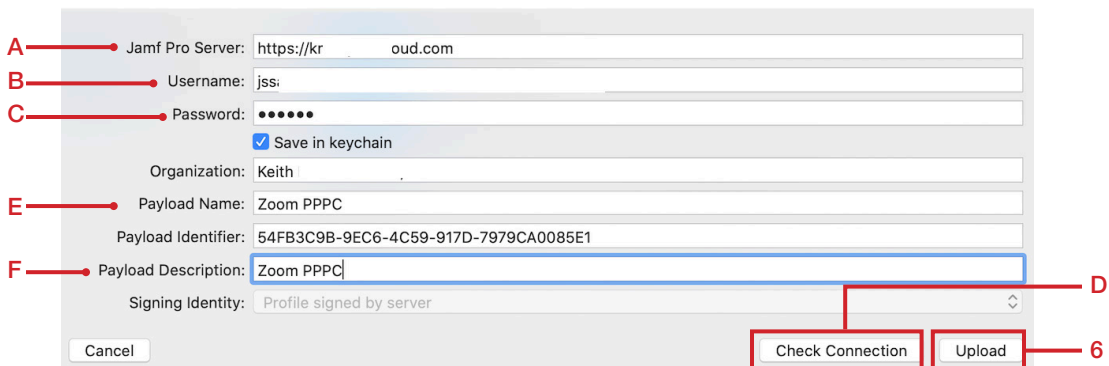 A Jamf Pro Server: https://kr oud.com
B Username: jss
C Password: ••••••
Save in keychain
Organization: Keith
E Payload Name: Zoom PPPC
Payload Identifier: 54FB3C9B-9EC6-4C59-917D-7979CA0085E1
F Payload Description: Zoom PPPC
D
Signing Identity: Profile signed by server
Cancel Check Connection Upload 6